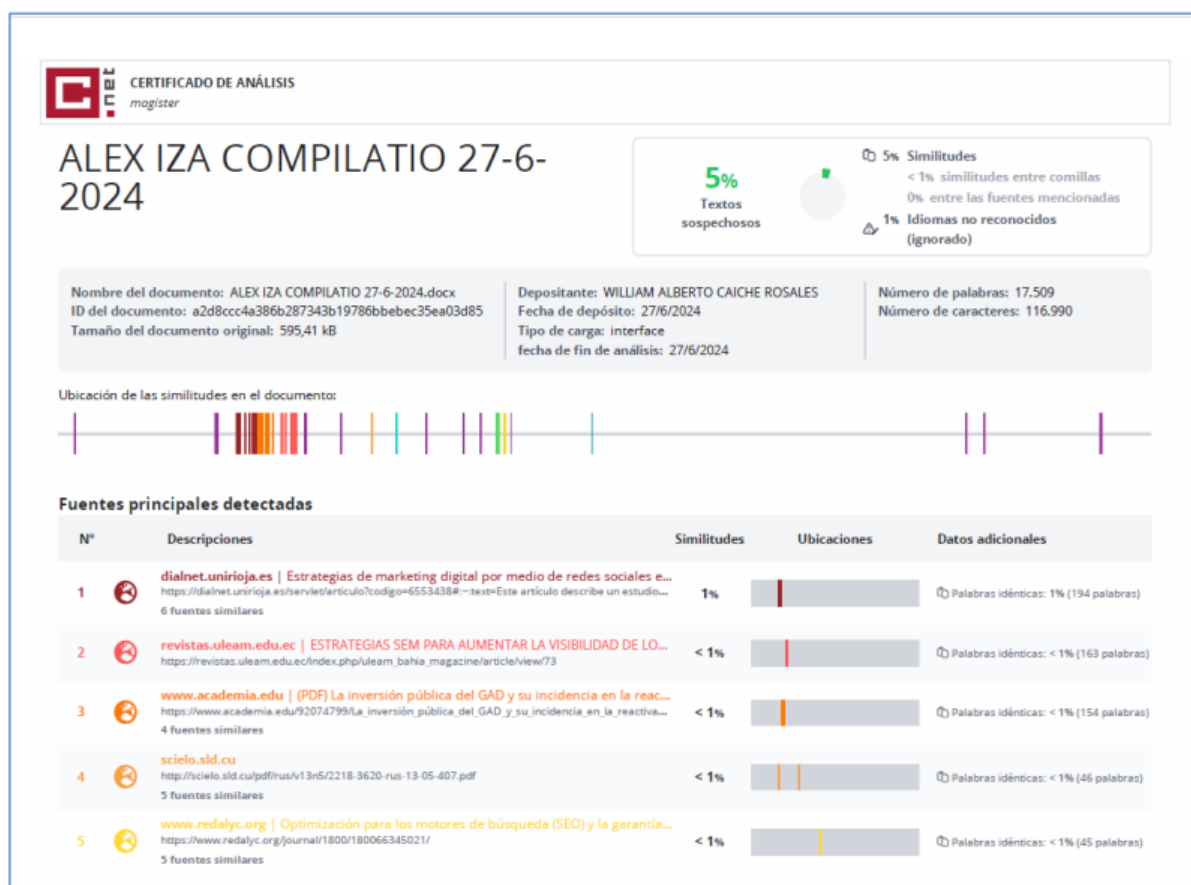 C.net
CERTIFICADO DE ANÁLISIS
magister
ALEX IZA COMPILATIO 27-6-
2024
5%
Textos
sospechosos
5% Similitudes
< 1% similitudes entre comillas
0% entre las fuentes mencionadas
1% Idiomas no reconocidos
(ignorado)
Nombre del documento: ALEX IZA COMPILATIO 27-6-2024.docx
ID del documento: a2d8ccc4a386b287343b19786bbebec35ea03d85
Tamaño del documento original: 595,41 kB
Depositante: WILLIAM ALBERTO CAICHE ROSALES
Fecha de depósito: 27/6/2024
Tipo de carga: interface
fecha de fin de análisis: 27/6/2024
Número de palabras: 17.509
Número de caracteres: 116.990
Ubicación de las similitudes en el documento:
Fuentes principales detectadas
N° Descripciones Similitudes Ubicaciones Datos adicionales
1 dialnet.unirioja.es | Estrategias de marketing digital por medio de redes sociales e... 1% Palabras idénticas: 1% (194 palabras)
https://dialnet.unirioja.es/servlet/articulo?codigo=6553438#:~:text=Este artículo describe un estudio...
6 fuentes similares
2 revistas.uleam.edu.ec | ESTRATEGIAS SEM PARA AUMENTAR LA VISIBILIDAD DE LO... < 1% Palabras idénticas: < 1% (163 palabras)
https://revistas.uleam.edu.ec/index.php/uleam_bahia_magazine/article/view/73
3 www.academia.edu | (PDF) La inversión pública del GAD y su incidencia en la reac... < 1% Palabras idénticas: < 1% (154 palabras)
https://www.academia.edu/92074799/La_inversión_pública_del_GAD_y_su_incidencia_en_la_reactiva...
4 fuentes similares
4 scielo.sld.cu < 1% Palabras idénticas: < 1% (46 palabras)
http://scielo.sld.cu/pdf/rus/v13n5/2218-3620-rus-13-05-407.pdf
5 fuentes similares
5 www.redalyc.org | Optimización para los motores de búsqueda (SEO) y la garantía... < 1% Palabras idénticas: < 1% (45 palabras)
https://www.redalyc.org/journal/1800/180066345021/
5 fuentes similares